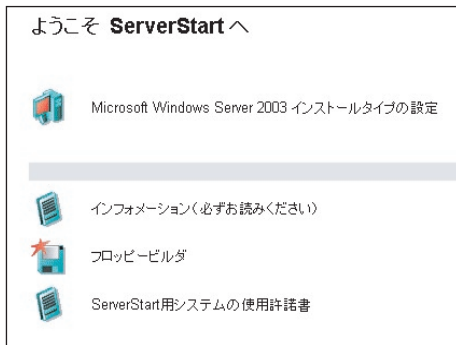 ようこそ ServerStart へ
Microsoft Windows Server 2003 インストールタイプの設定
インフォメーション(必ずお読みください)
フロッピービルダ
ServerStart用システムの使用許諾書